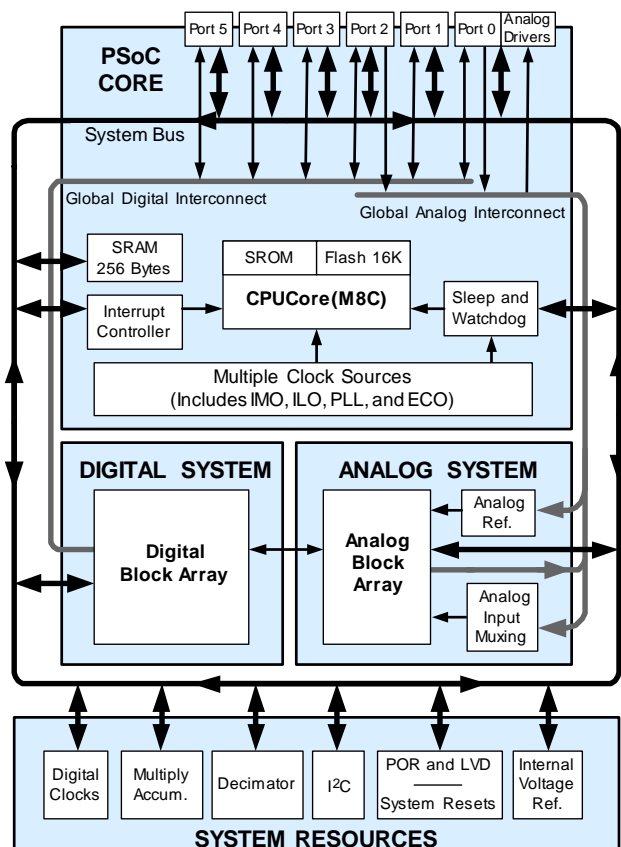 Port 5 Port 4 Port 3 Port 2 Port 1 Port 0 Analog
Drivers
PSoC
CORE
System Bus
Global Digital Interconnect
Global Analog Interconnect
SRAM
256 Bytes
SROM Flash 16K
CPUCore(M8C)
Interrupt
Controller
Sleep and
Watchdog
Multiple Clock Sources
(Includes IMO, ILO, PLL, and ECO)
DIGITAL SYSTEM
ANALOG SYSTEM
Digital
Block Array
Analog
Block
Array
Analog
Ref.
Analog
Input
Muxing
Digital
Clocks
Multiply
Accum.
Decimator
I²C
POR and LVD
System Resets
Internal
Voltage
Ref.
SYSTEM RESOURCES